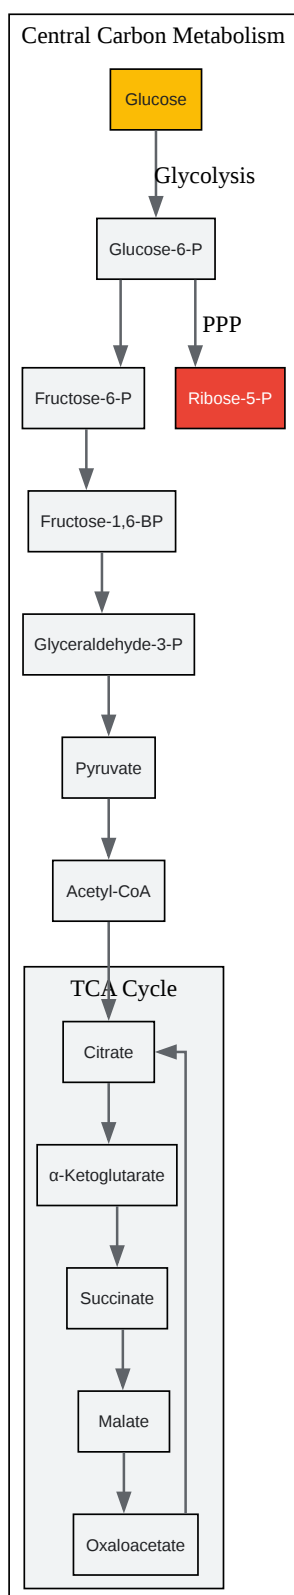 Central Carbon Metabolism
Glucose
Glycolysis
Glucose-6-P
PPP
Fructose-6-P
Ribose-5-P
Fructose-1,6-BP
Glyceraldehyde-3-P
Pyruvate
Acetyl-CoA
TCA Cycle
Citrate
α-Ketoglutarate
Succinate
Malate
Oxaloacetate